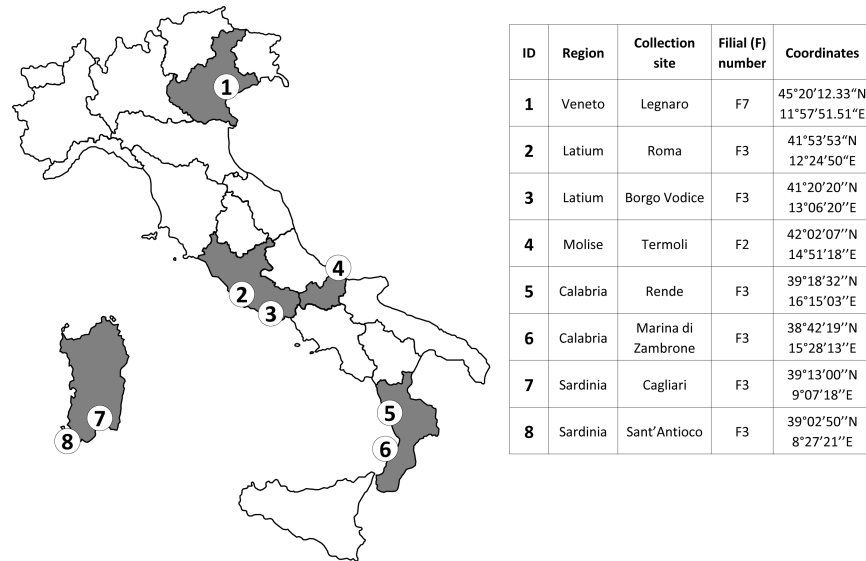 1
2
3
4
5
6
7
8
ID Region Collection site Filial (F) number Coordinates
1 Veneto Legnaro F7 45°20’12.33“N 11°57’51.51“E
2 Latium Roma F3 41°53’53“N 12°24’50“E
3 Latium Borgo Vodice F3 41°20’20’’N 13°06’20’’E
4 Molise Termoli F2 42°02’07’’N 14°51’18’’E
5 Calabria Rende F3 39°18’32’’N 16°15’03’’E
6 Calabria Marina di Zambrone F3 38°42’19’’N 15°28’13’’E
7 Sardinia Cagliari F3 39°13’00’’N 9°07’18’’E
8 Sardinia Sant’Antioco F3 39°02’50’’N 8°27’21’’E